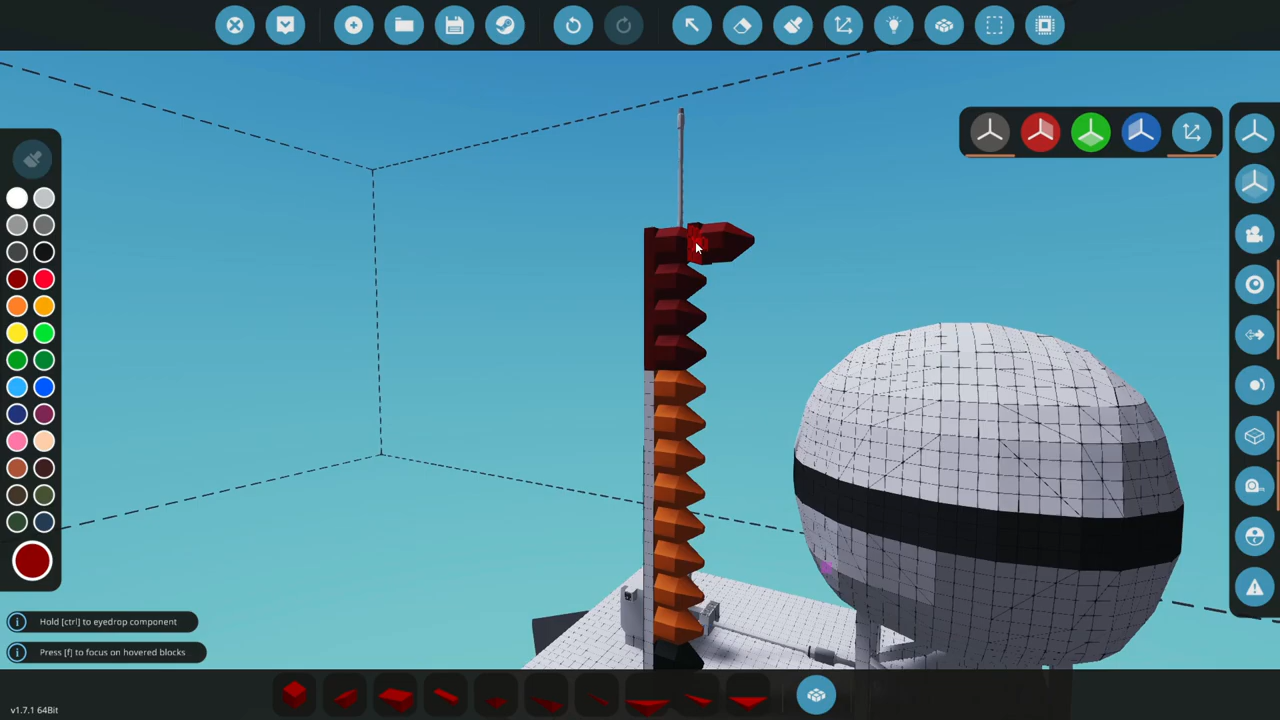 Hold [ctrl] to eyedrop component
Press [f] to focus on hovered blocks
v1.7.1 64Bit